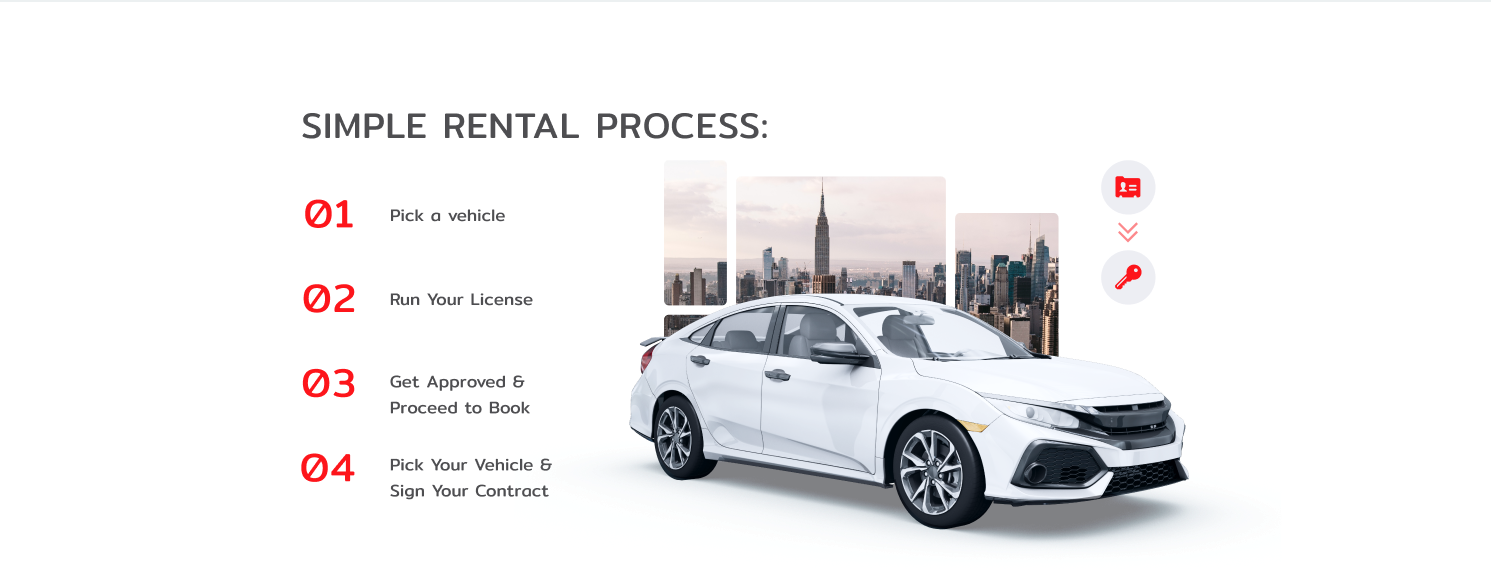 SIMPLE RENTAL PROCESS:
01
Pick a vehicle
02
Run Your License
03
Get Approved &
Proceed to Book
04
Pick Your Vehicle &
Sign Your Contract